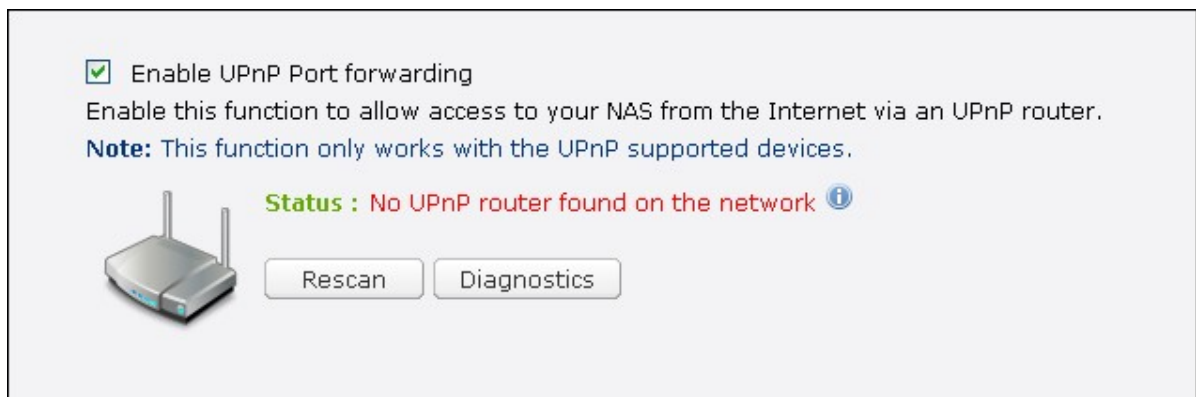 Enable UPnP Port forwarding
Enable this function to allow access to your NAS from the Internet via an UPnP router.
Note: This function only works with the UPnP supported devices.
Status : No UPnP router found on the network
Rescan Diagnostics